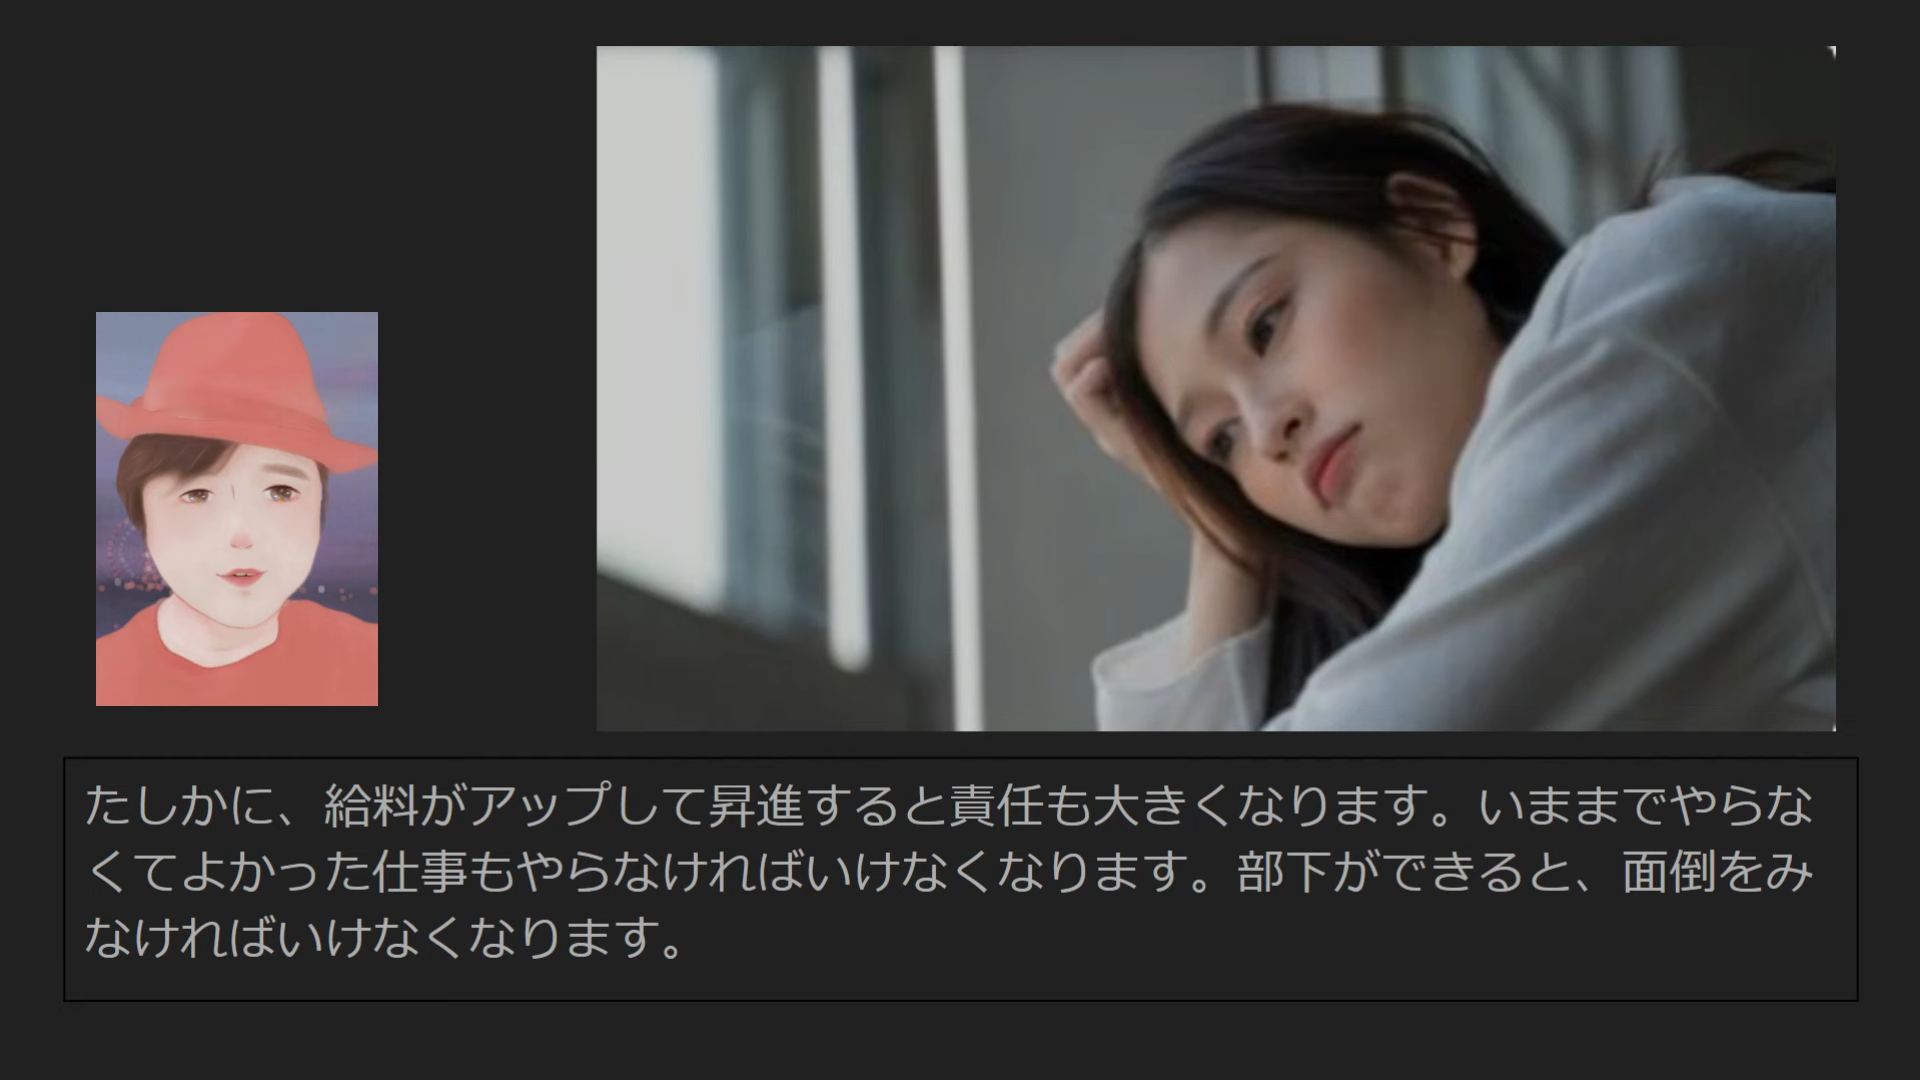 たしかに、給料がアップして昇進すると責任も大きくなります。いままでやらな
くてよかった仕事もやらなければいけなくなります。部下ができると、面倒をみ
なければいけなくなります。